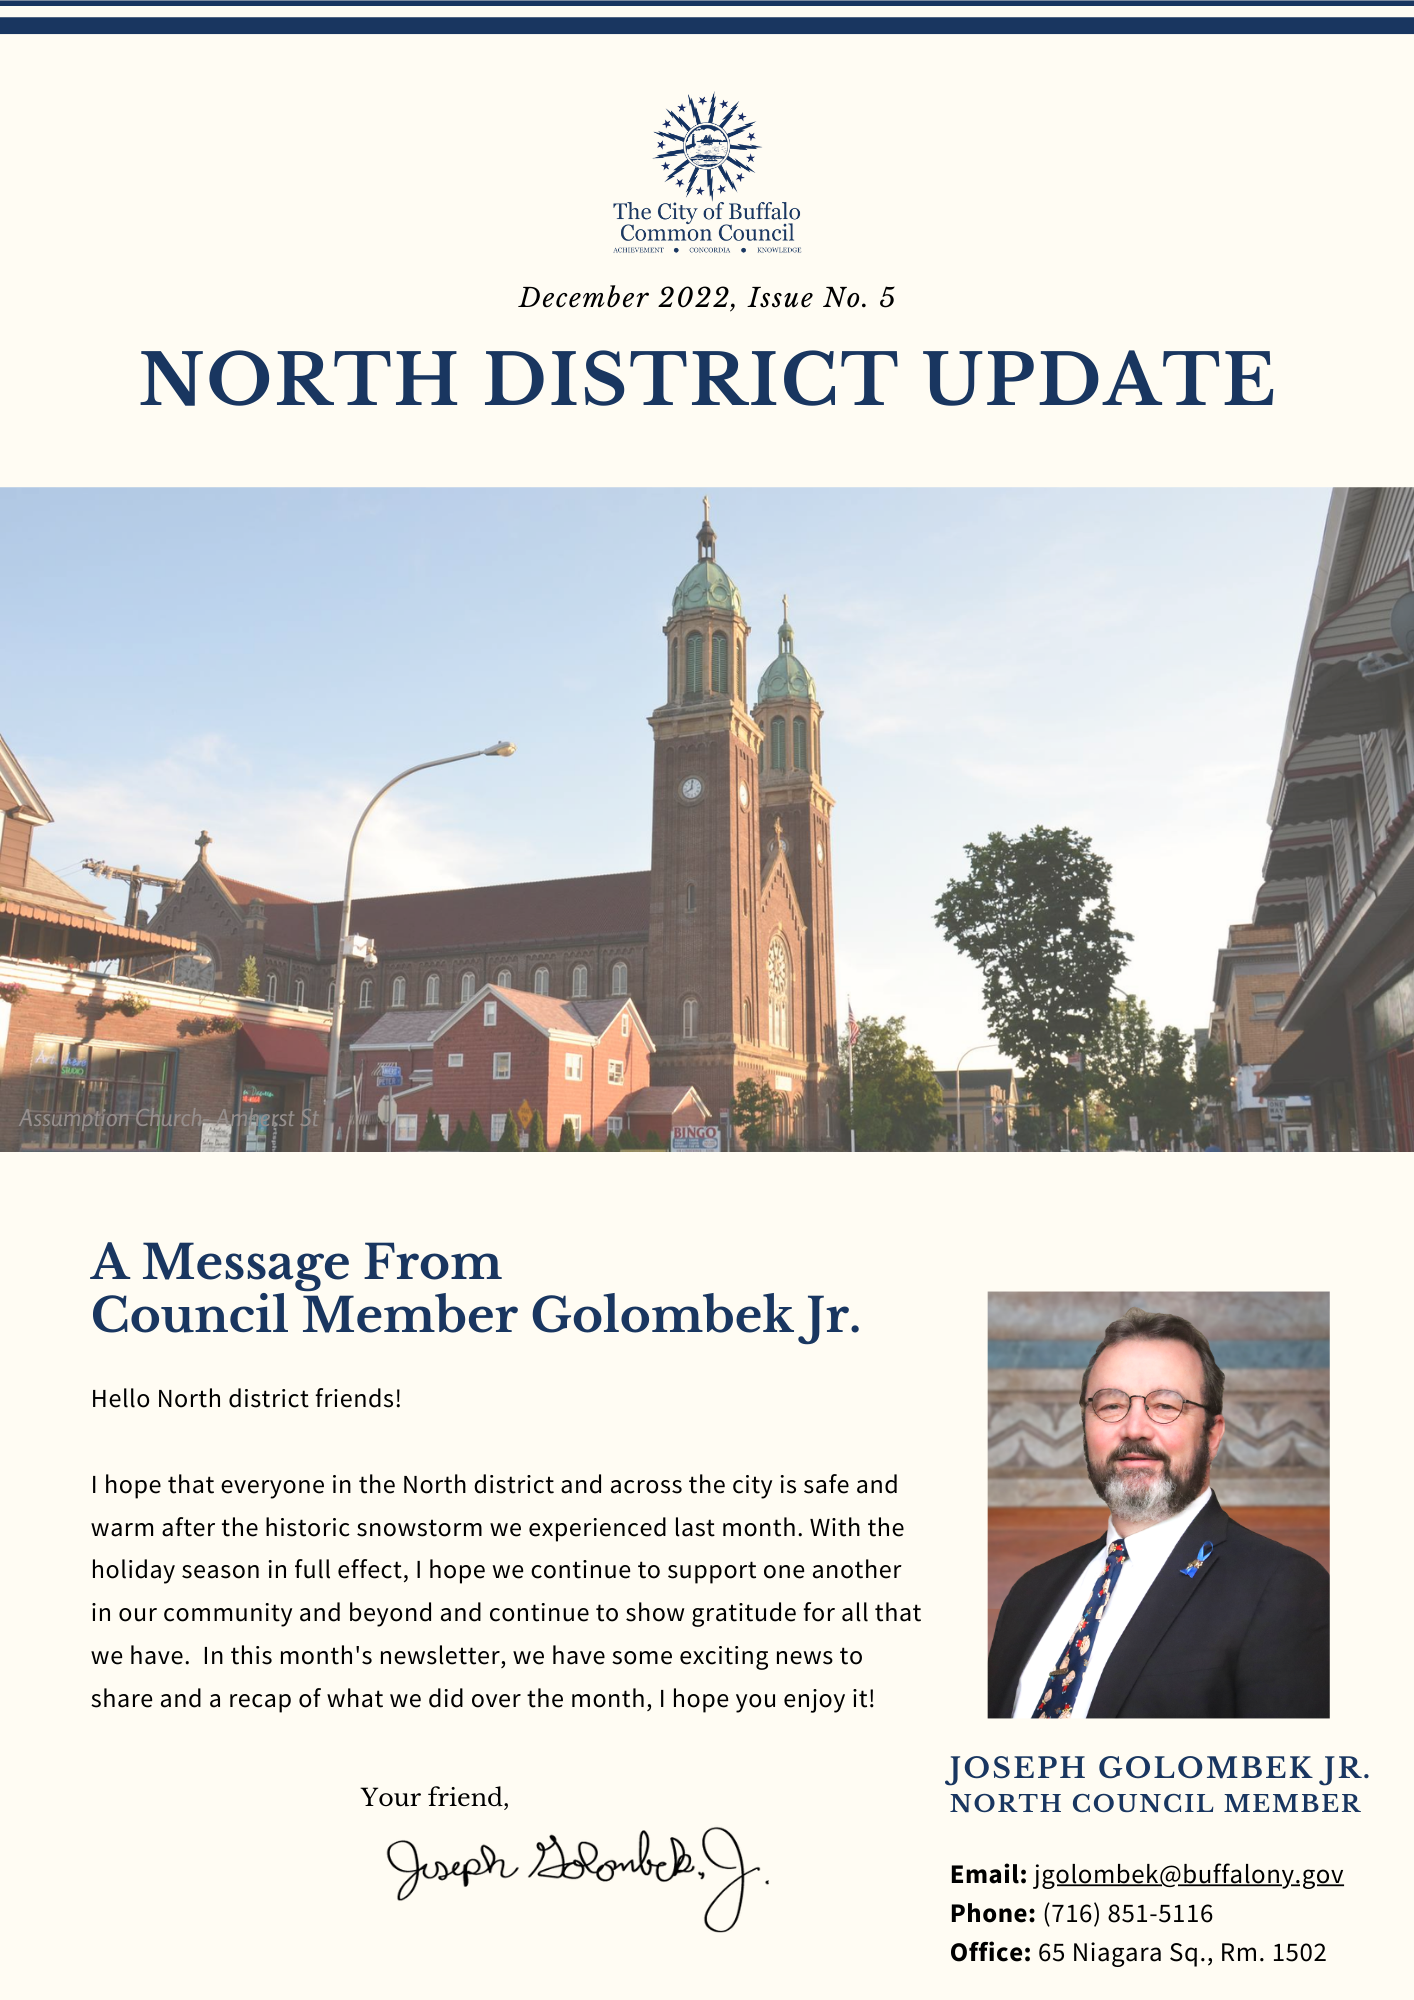 The City of Buffalo
Common Council
ACHIEVEMENT • CONCORDIA • KNOWLEDGE
December 2022, Issue No. 5
NORTH DISTRICT UPDATE
STUDIO
BINGO
Assumption Church- Amherst St
A Message From
Council Member Golombek Jr.
Hello North district friends!
I hope that everyone in the North district and across the city is safe and
warm after the historic snowstorm we experienced last month. With the
holiday season in full effect, I hope we continue to support one another
in our community and beyond and continue to show gratitude for all that
we have.  In this month's newsletter, we have some exciting news to
share and a recap of what we did over the month, I hope you enjoy it!
Your friend,
Joseph Golombek, Jr.
JOSEPH GOLOMBEK JR.
NORTH COUNCIL MEMBER
Email: jgolombek@buffalony.gov
Phone: (716) 851-5116
Office: 65 Niagara Sq., Rm. 1502